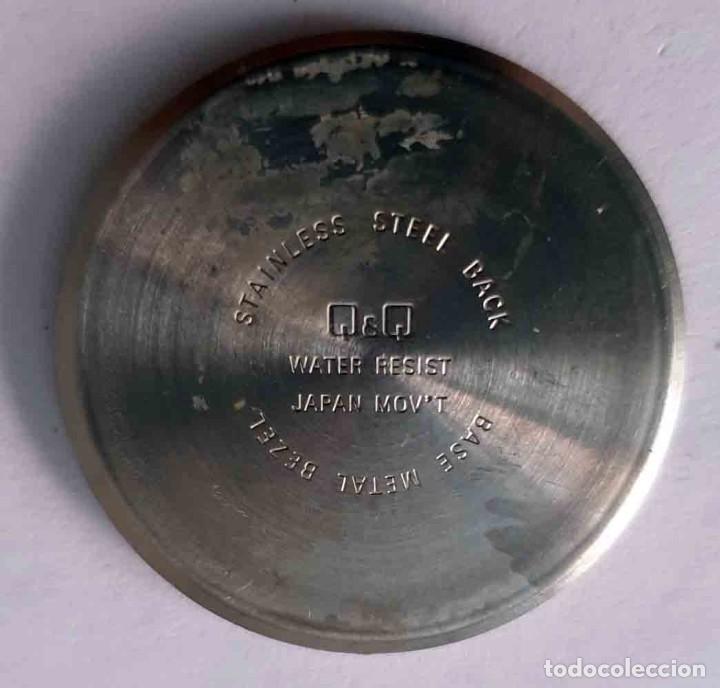 STAINLESS STEEL BACK
Q&Q
WATER RESIST
JAPAN MOV'T
BASE METAL BEZEL
todocoleccion